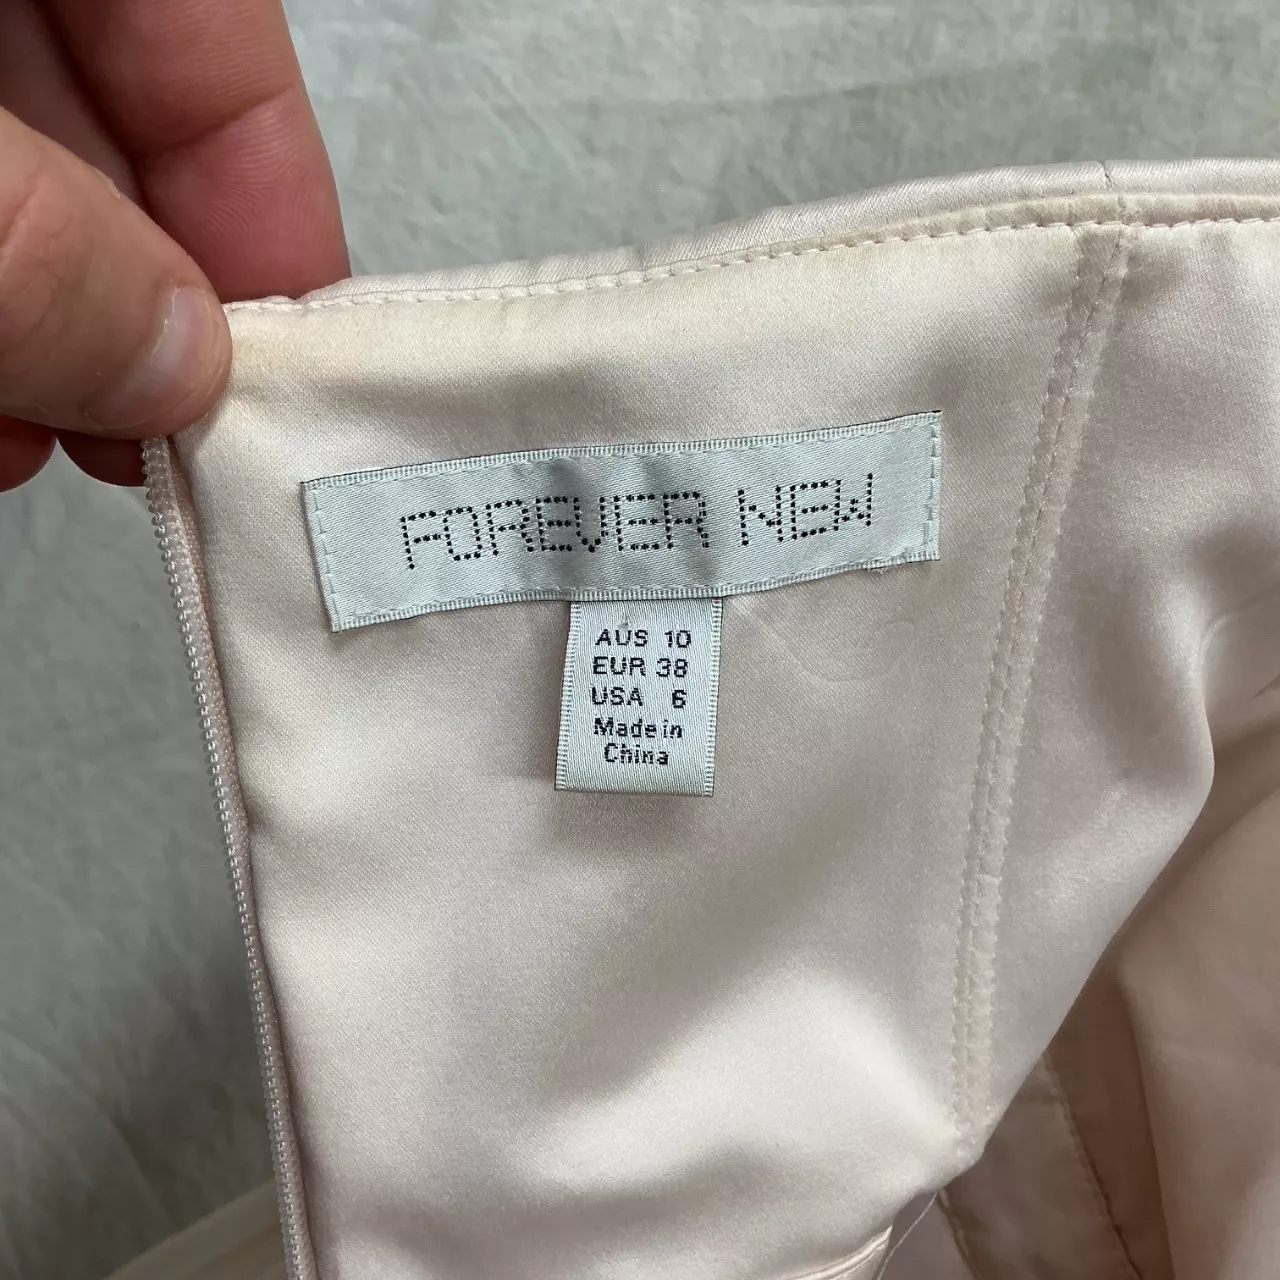 FOREVER NEW
AUS 10
EUR 38
USA 6
Made in
China